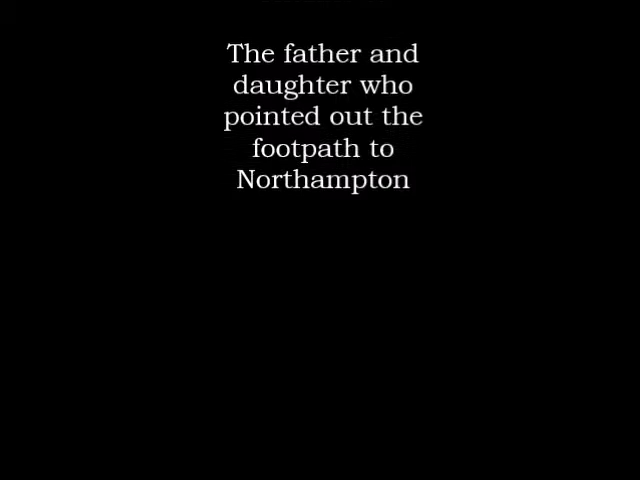 The father and
daughter who
pointed out the
footpath to
Northampton